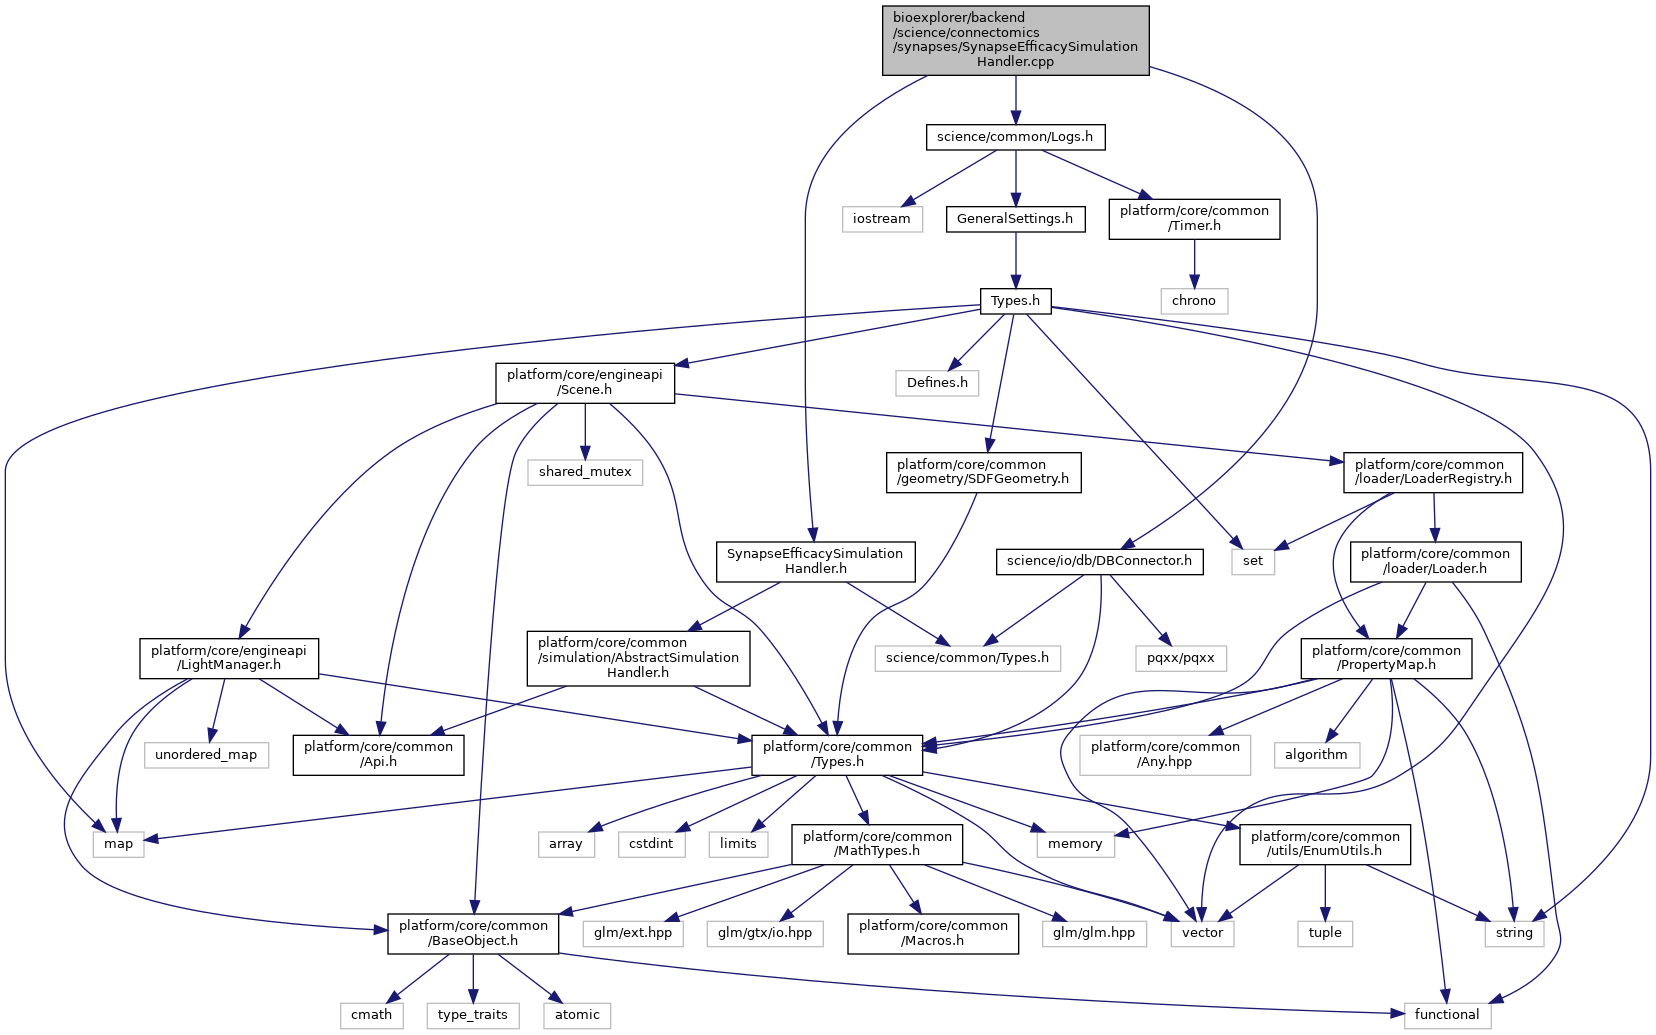 bioexplorer/backend
/science/connectomics
/synapses/SynapseEfficacySimulation
Handler.cpp
science/common/Logs.h
iostream
GeneralSettings.h
platform/core/common
/Timer.h
Types.h
chrono
platform/core/engineapi
/Scene.h
Defines.h
shared_mutex
platform/core/common
/geometry/SDFGeometry.h
platform/core/common
/loader/LoaderRegistry.h
SynapseEfficacySimulation
Handler.h
science/io/db/DBConnector.h
set
platform/core/common
/loader/Loader.h
platform/core/engineapi
/LightManager.h
platform/core/common
/simulation/AbstractSimulation
Handler.h
science/common/Types.h
pqxx/pqxx
platform/core/common
/PropertyMap.h
unordered_map
platform/core/common
/Api.h
platform/core/common
/Types.h
platform/core/common
/Any.hpp
algorithm
map
array
cstdint
limits
platform/core/common
/MathTypes.h
memory
platform/core/common
/utils/EnumUtils.h
platform/core/common
/BaseObject.h
glm/ext.hpp
glm/gtx/io.hpp
platform/core/common
/Macros.h
glm/glm.hpp
vector
tuple
string
cmath
type_traits
atomic
functional